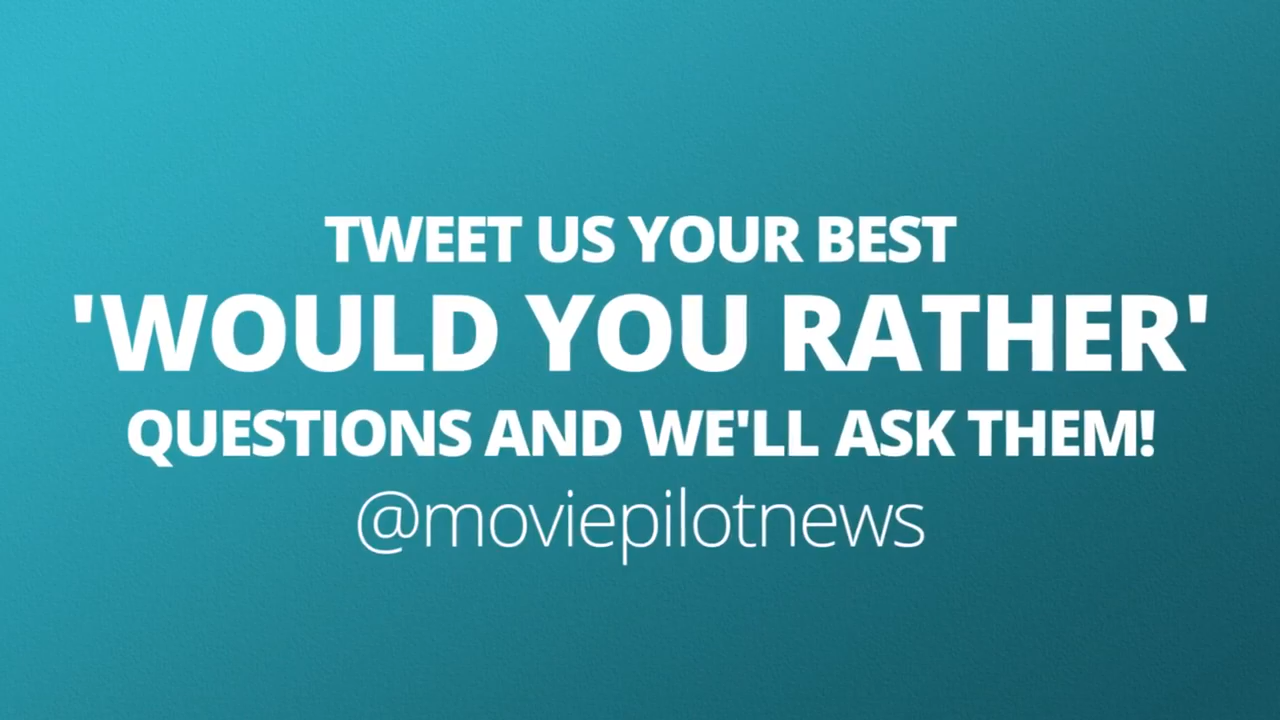 TWEET US YOUR BEST
'WOULD YOU RATHER'
QUESTIONS AND WE'LL ASK THEM!
@moviepilotnews